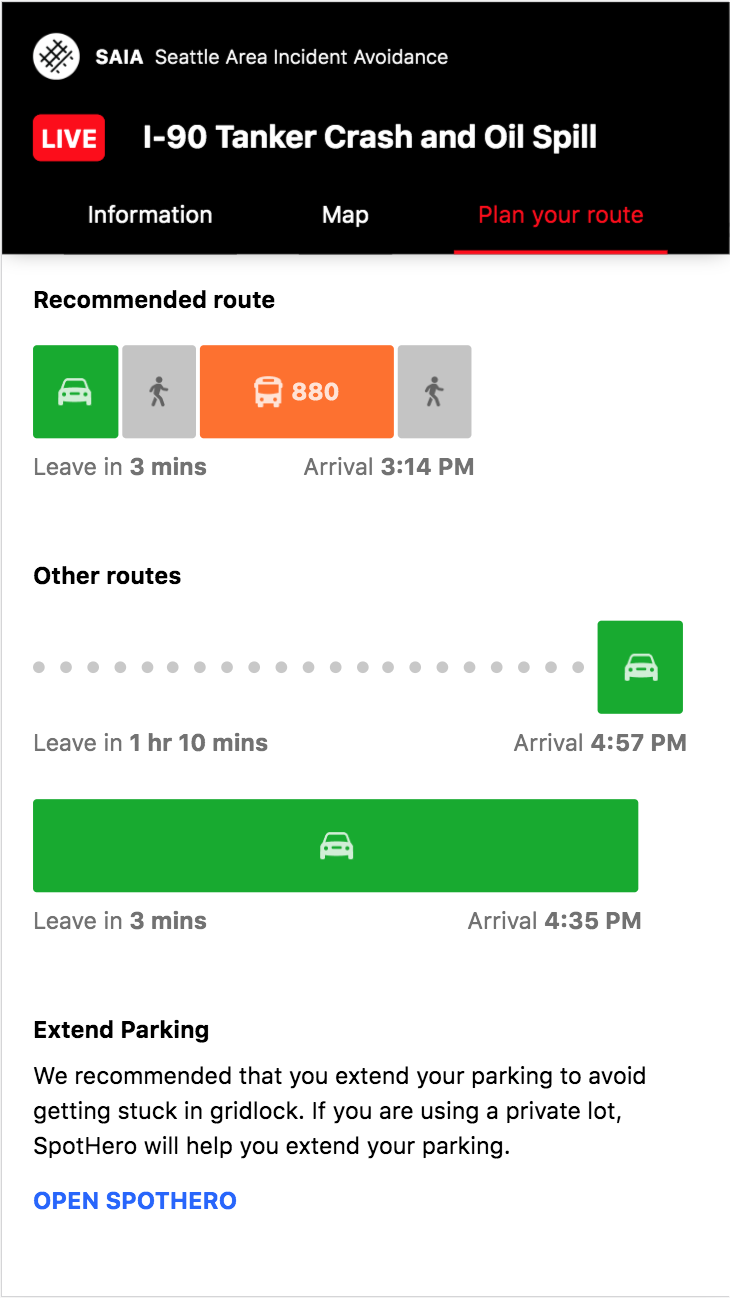 SAIA Seattle Area Incident Avoidance
LIVE I-90 Tanker Crash and Oil Spill
Information Map Plan your route
Recommended route
880
Leave in 3 mins Arrival 3:14 PM
Other routes
Leave in 1 hr 10 mins Arrival 4:57 PM
Leave in 3 mins Arrival 4:35 PM
Extend Parking
We recommended that you extend your parking to avoid
getting stuck in gridlock. If you are using a private lot,
SpotHero will help you extend your parking.
OPEN SPOTHERO